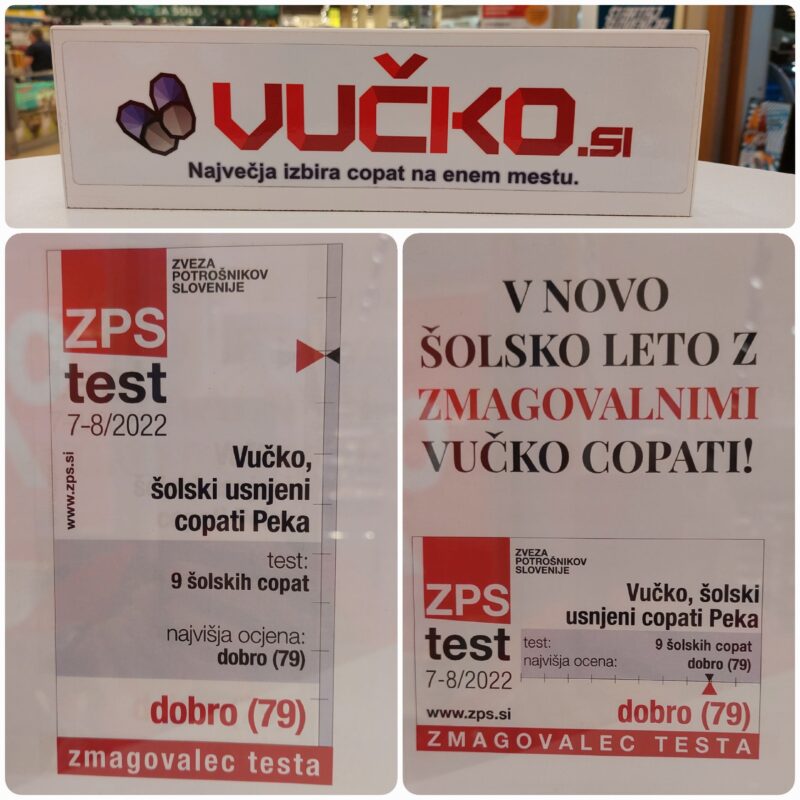 VUČKO.si
Največja izbira copat na enem mestu.
ZPS
ZVEZA
POTROŠNIKOV
SLOVENIJE
test
7-8/2022
www.zps.si
Vučko,
šolski usnjeni
copati Peka
test:
9 šolskih copat
najvišja ocjena:
dobro (79)
dobro (79)
zmagovalec testa
V NOVO
ŠOLSKO LETO Z
ZMAGOVALNIMI
VUČKO COPATI!
ZPS
ZVEZA
POTROŠNIKOV
SLOVENIJE
test
7-8/2022
www.zps.si
Vučko, šolski
usnjeni copati Peka
test: 9 šolskih copat
najvišja ocena: dobro (79)
dobro (79)
ZMAGOVALEC TESTA